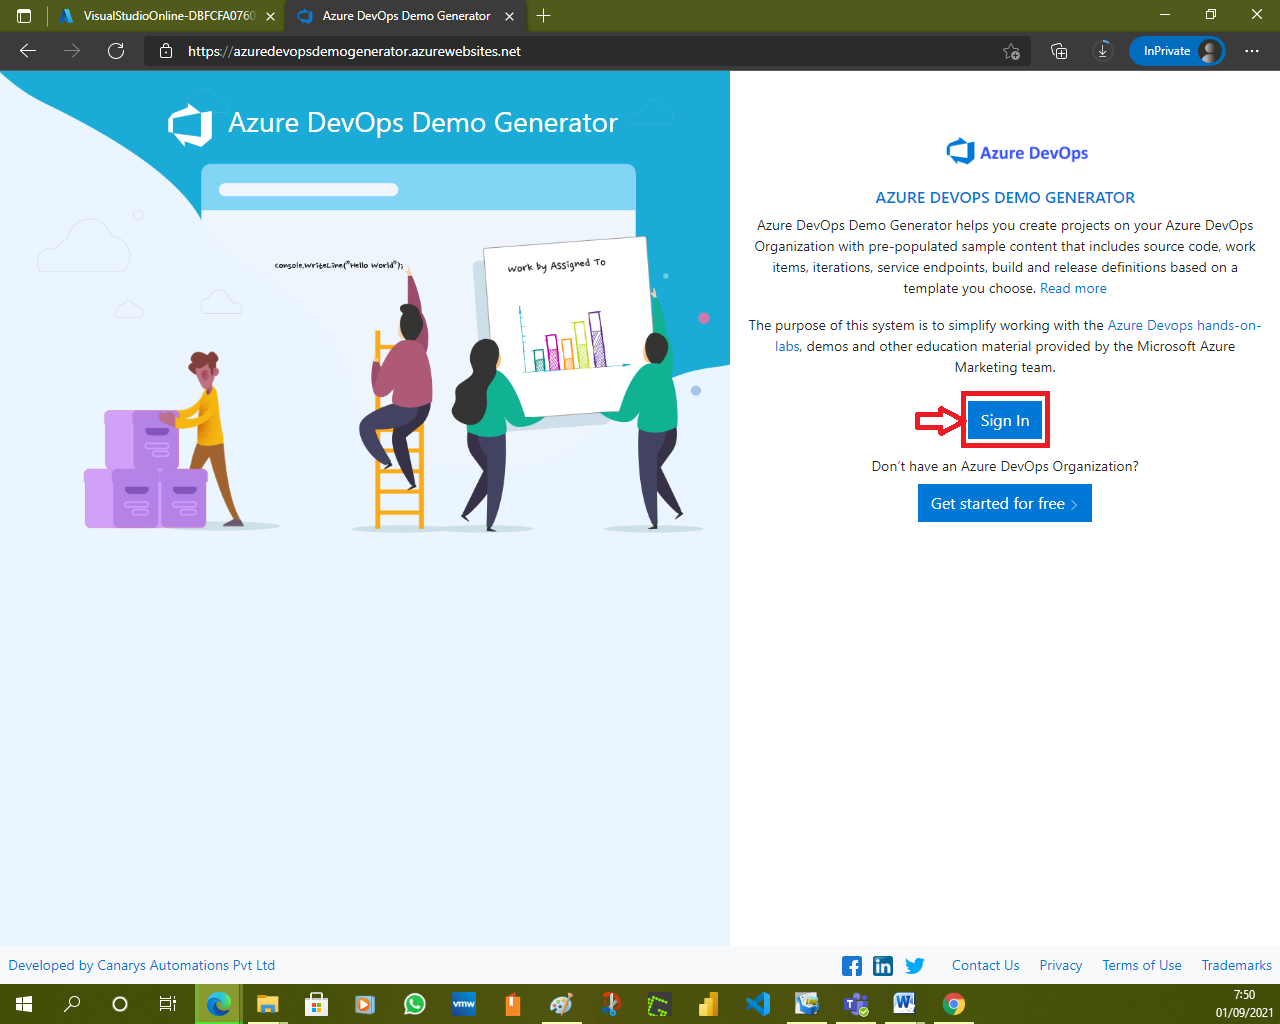 VisualStudioOnline-DBFCFA0760
Azure DevOps Demo Generator
https://azuredevopsdemogenerator.azurewebsites.net
InPrivate
Azure DevOps Demo Generator
console.WriteLine("Hello World");
Work by Assigned To
Azure DevOps
AZURE DEVOPS DEMO GENERATOR
Azure DevOps Demo Generator helps you create projects on your Azure DevOps
Organization with pre-populated sample content that includes source code, work
items, iterations, service endpoints, build and release definitions based on a
template you choose. Read more
The purpose of this system is to simplify working with the Azure Devops hands-on-
labs, demos and other education material provided by the Microsoft Azure
Marketing team.
Sign In
Don't have an Azure DevOps Organization?
Get started for free >
Developed by Canarys Automations Pvt Ltd
Contact Us Privacy Terms of Use Trademarks
vmw
7:50
01/09/2021